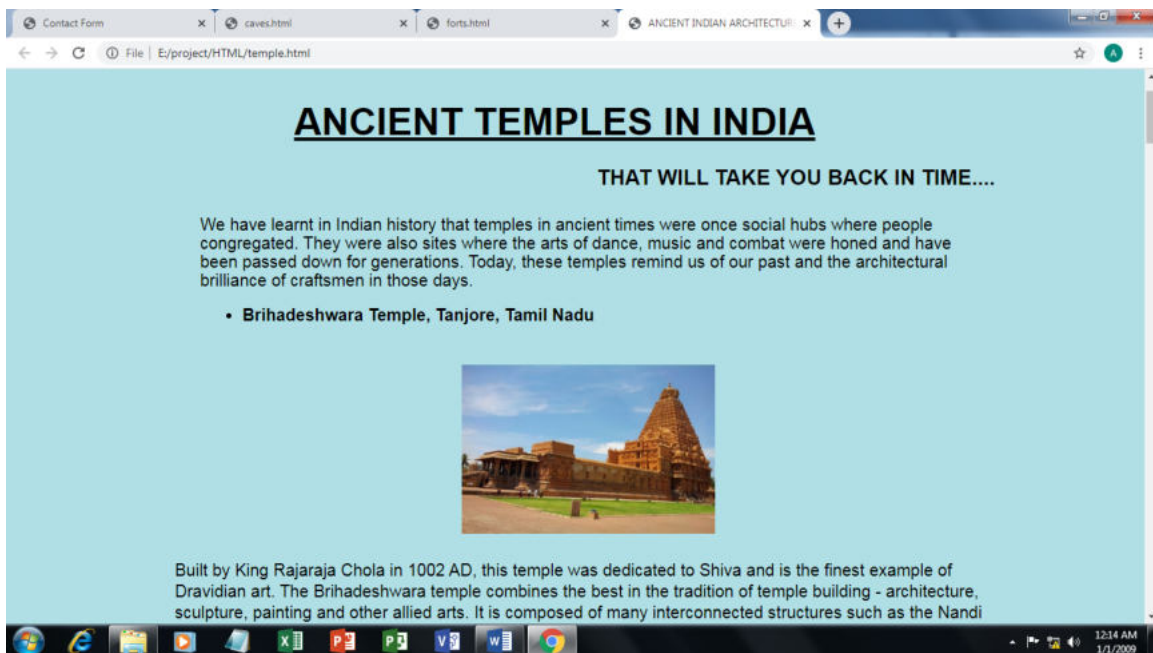 Contact Form
caves.html
forts.html
ANCIENT INDIAN ARCHITECTUR
File | E:/project/HTML/temple.html
A
ANCIENT TEMPLES IN INDIA
THAT WILL TAKE YOU BACK IN TIME....
We have learnt in Indian history that temples in ancient times were once social hubs where people
congregated. They were also sites where the arts of dance, music and combat were honed and have
been passed down for generations. Today, these temples remind us of our past and the architectural
brilliance of craftsmen in those days.
• Brihadeshwara Temple, Tanjore, Tamil Nadu
Built by King Rajaraja Chola in 1002 AD, this temple was dedicated to Shiva and is the finest example of
Dravidian art. The Brihadeshwara temple combines the best in the tradition of temple building - architecture,
sculpture, painting and other allied arts. It is composed of many interconnected structures such as the Nandi
12:14 AM
1/1/2009